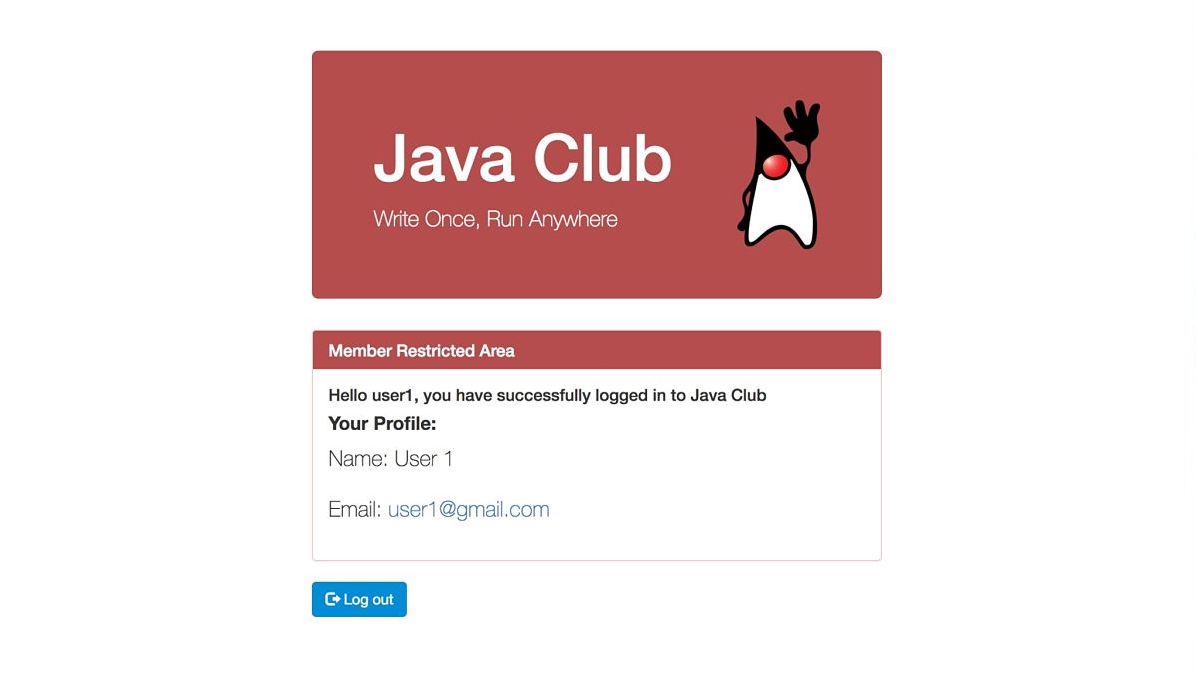 Java Club
Write Once, Run Anywhere
Member Restricted Area
Hello user1, you have successfully logged in to Java Club
Your Profile:
Name: User 1
Email: user1@gmail.com
Log out